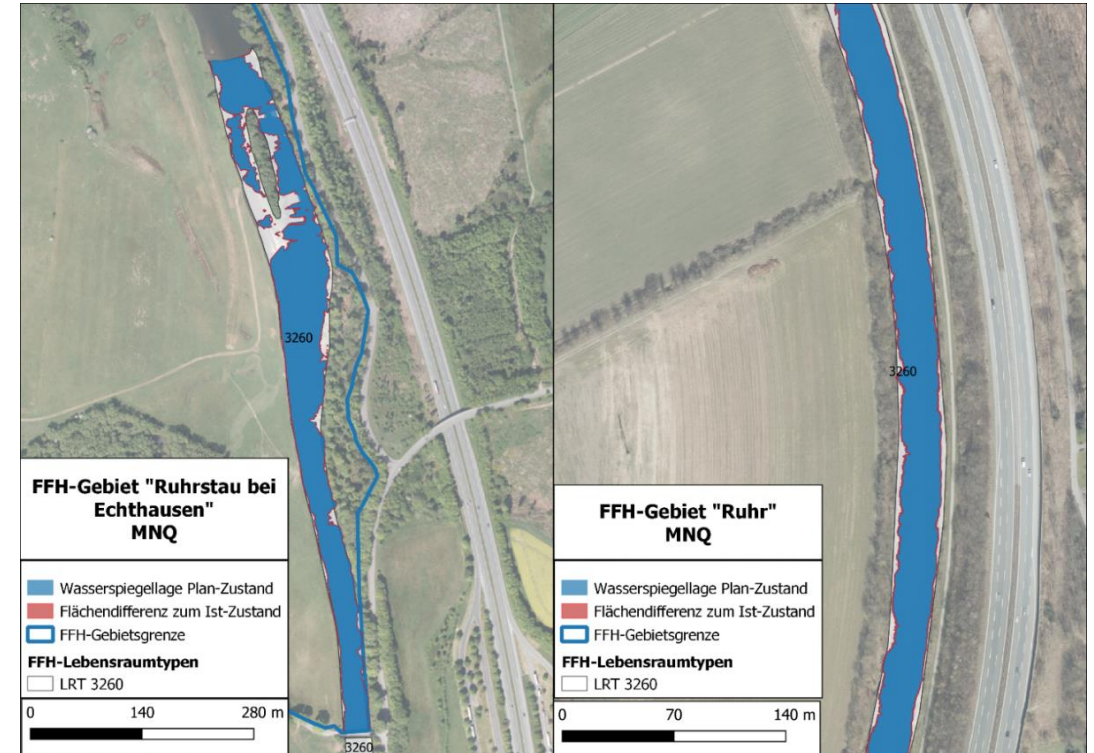 3260
FFH-Gebiet "Ruhrstau bei
Echthausen"
MNQ
Wasserspiegellage Plan-Zustand
Flächendifferenz zum Ist-Zustand
FFH-Gebietsgrenze
FFH-Lebensraumtypen
LRT 3260
0 140 280 m
3260
3260
FFH-Gebiet "Ruhr"
MNQ
Wasserspiegellage Plan-Zustand
Flächendifferenz zum Ist-Zustand
FFH-Gebietsgrenze
FFH-Lebensraumtypen
LRT 3260
0 70 140 m